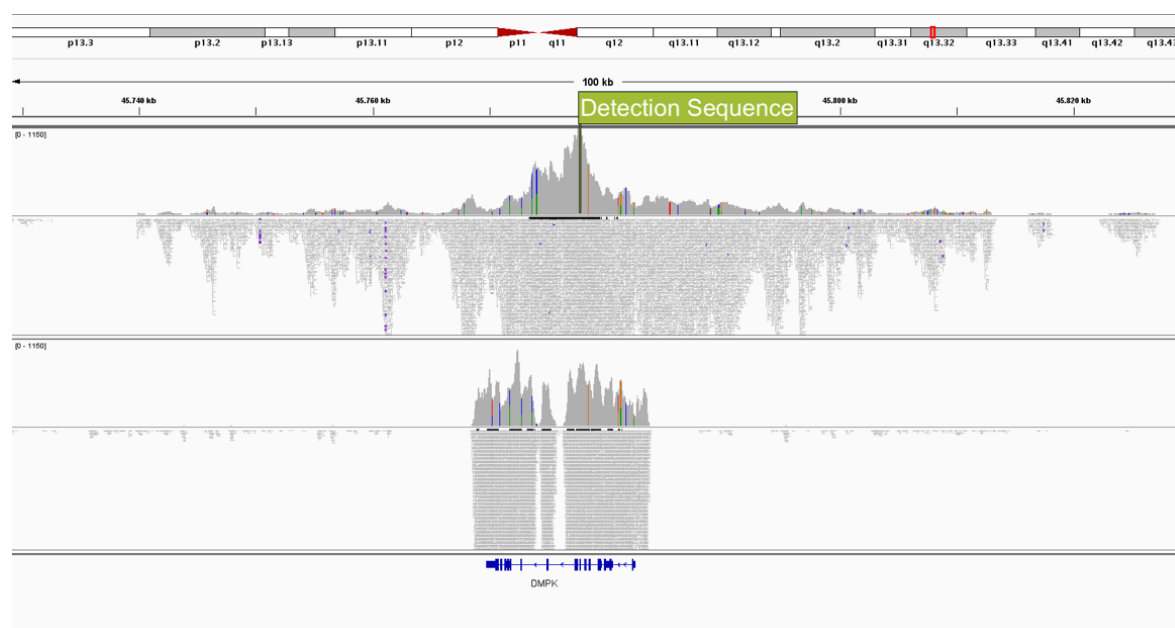 p13.3 p13.2 p13.13 p13.11 p12 p11 q11 q12 q13.11 q13.12 q13.2 q13.31 q13.32 q13.33 q13.41 q13.42 q13.43
100 kb
45.740 kb 45.760 kb 45.800 kb 45.820 kb
Detection Sequence
[0 - 1150]
[0 - 1150]
DMPK